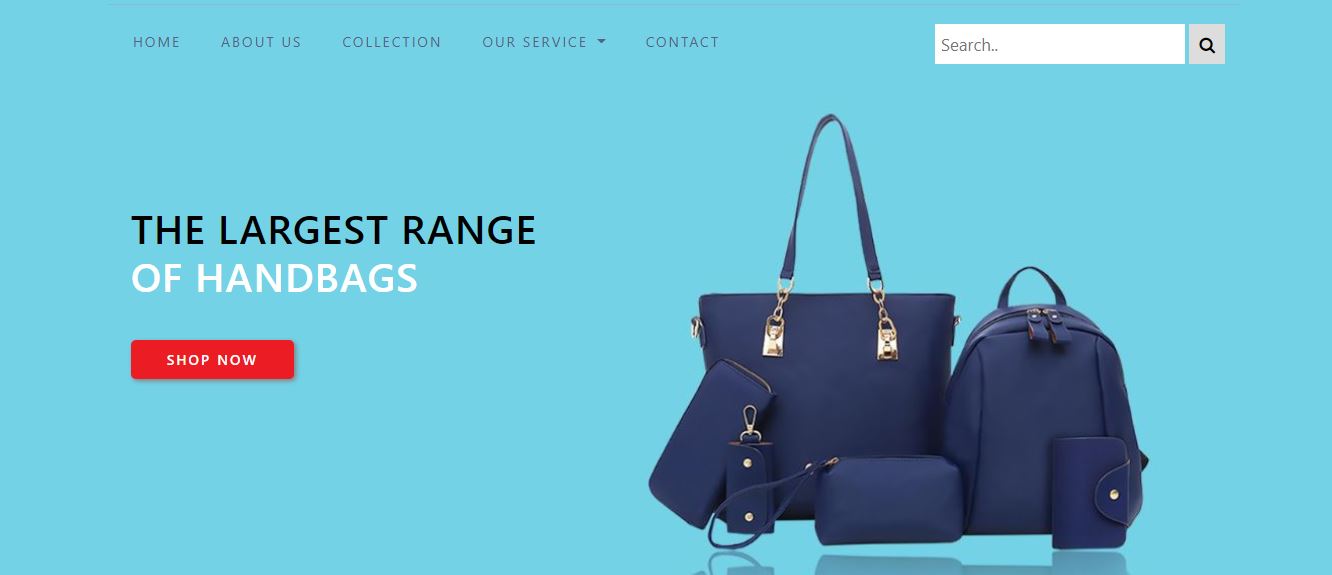 HOME ABOUT US COLLECTION OUR SERVICE CONTACT Search..
THE LARGEST RANGE
OF HANDBAGS
SHOP NOW